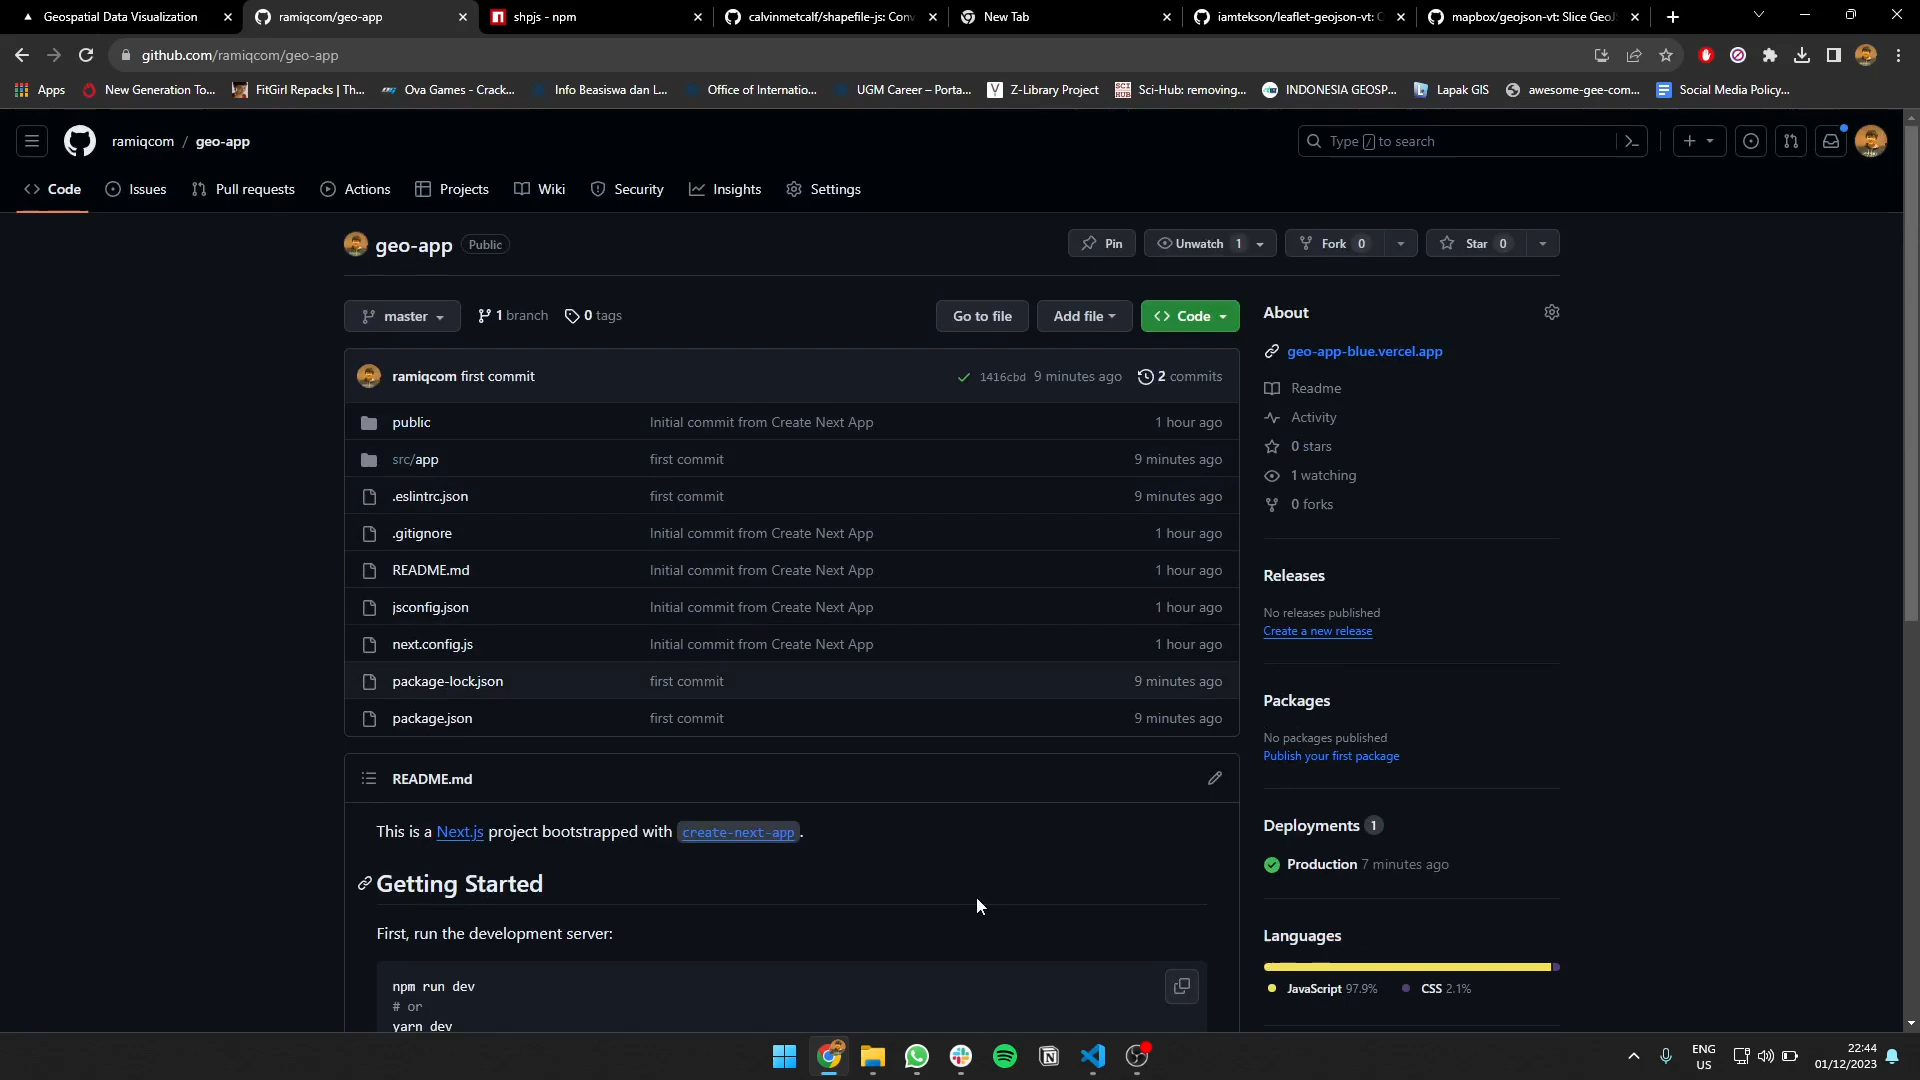 Geospatial Data Visualization
ramiqcom/geo-app
shpjs - npm
calvinmetcalf/shapefile-js: Conv
New Tab
iamtekson/leaflet-geojson-vt: C
mapbox/geojson-vt: Slice GeoJ
github.com/ramiqcom/geo-app
Apps
New Generation To...
FitGirl Repacks | Th...
Ova Games - Crack...
Info Beasiswa dan L...
Office of Internatio...
UGM Career – Porta...
Z-Library Project
Sci-Hub: removing...
INDONESIA GEOSP...
Lapak GIS
awesome-gee-com...
Social Media Policy...
ramiqcom / geo-app
Type / to search
Code
Issues
Pull requests
Actions
Projects
Wiki
Security
Insights
Settings
geo-app Public
Pin
Unwatch 1
Fork 0
Star 0
master
1 branch
0 tags
Go to file
Add file
Code
ramiqcom first commit
1416cbd 9 minutes ago
2 commits
public Initial commit from Create Next App 1 hour ago
src/app first commit 9 minutes ago
.eslintrc.json first commit 9 minutes ago
.gitignore Initial commit from Create Next App 1 hour ago
README.md Initial commit from Create Next App 1 hour ago
jsconfig.json Initial commit from Create Next App 1 hour ago
next.config.js Initial commit from Create Next App 1 hour ago
package-lock.json first commit 9 minutes ago
package.json first commit 9 minutes ago
README.md
This is a Next.js project bootstrapped with create-next-app.
Getting Started
First, run the development server:
npm run dev
# or
yarn dev
About
geo-app-blue.vercel.app
Readme
Activity
0 stars
1 watching
0 forks
Releases
No releases published
Create a new release
Packages
No packages published
Publish your first package
Deployments 1
Production 7 minutes ago
Languages
JavaScript 97.9%
CSS 2.1%
ENG
US
22:44
01/12/2023